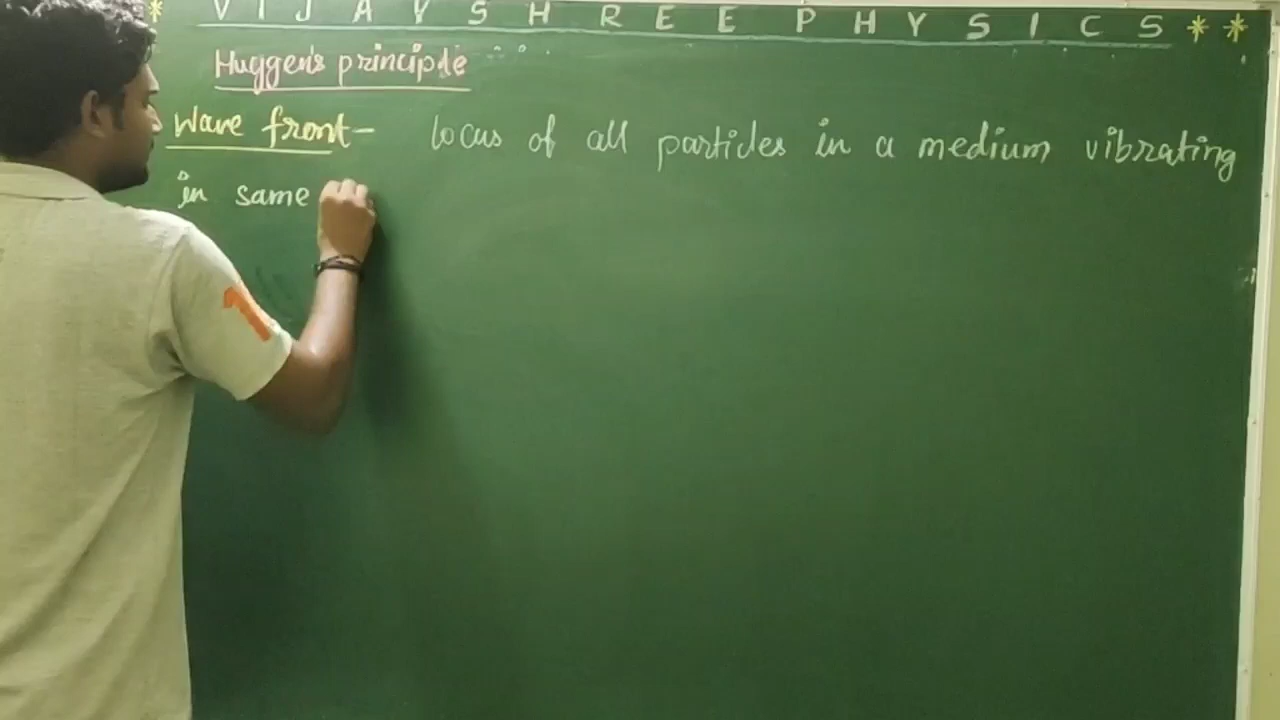 * V I J A Y S H R E E P H Y S I C S * *
Huygen's principle
Wave front - locus of all particles in a medium vibrating
in same